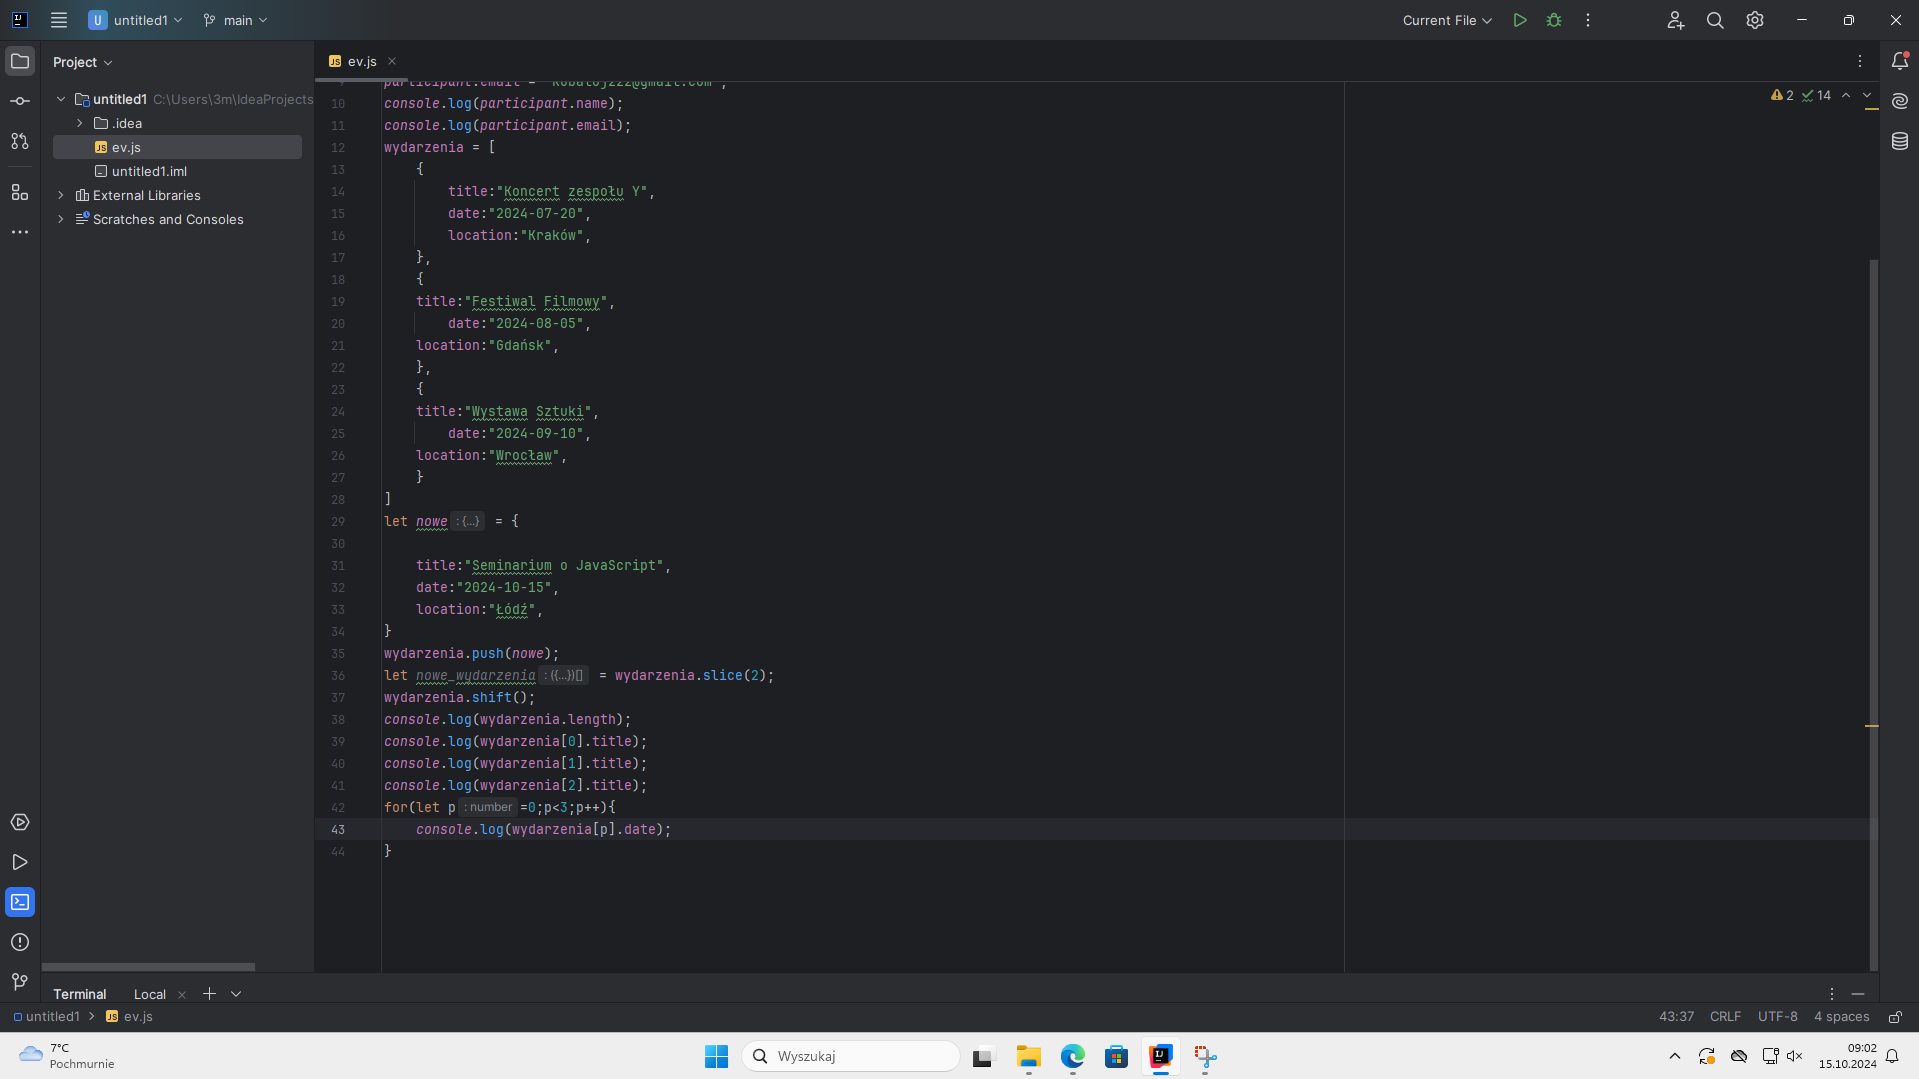 U untitled1 main Current File
Project
ev.js
untitled1 C:\Users\3m\IdeaProjects
.idea
ev.js
untitled1.iml
External Libraries
Scratches and Consoles
2 14
participant.email = "kobatoj222@gmail.com";
10 console.log(participant.name);
11 console.log(participant.email);
12 wydarzenia = [
13 {
14 title:"Koncert zespołu Y",
15 date:"2024-07-20",
16 location:"Kraków",
17 },
18 {
19 title:"Festiwal Filmowy",
20 date:"2024-08-05",
21 location:"Gdańsk",
22 },
23 {
24 title:"Wystawa Sztuki",
25 date:"2024-09-10",
26 location:"Wrocław",
27 }
28 ]
29 let nowe : {...} = {
30
31 title:"Seminarium o JavaScript",
32 date:"2024-10-15",
33 location:"Łódź",
34 }
35 wydarzenia.push(nowe);
36 let nowe_wydarzenia : ({...})[] = wydarzenia.slice(2);
37 wydarzenia.shift();
38 console.log(wydarzenia.length);
39 console.log(wydarzenia[0].title);
40 console.log(wydarzenia[1].title);
41 console.log(wydarzenia[2].title);
42 for(let p : number =0;p<3;p++){
43 console.log(wydarzenia[p].date);
44 }
Terminal Local
untitled1 > ev.js 43:37 CRLF UTF-8 4 spaces
7°C
Pochmurnie
Wyszukaj
09:02
15.10.2024